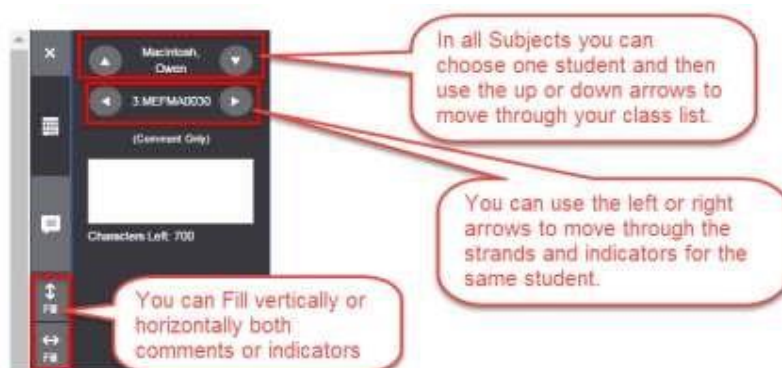 Macintosh,
Owen
3.MEFMA0030
(Comment Only)
Characters Left: 700
Fill
Fill
In all Subjects you can
choose one student and then
use the up or down arrows to
move through your class list.
You can use the left or right
arrows to move through the
strands and indicators for the
same student.
You can Fill vertically or
horizontally both
comments or indicators